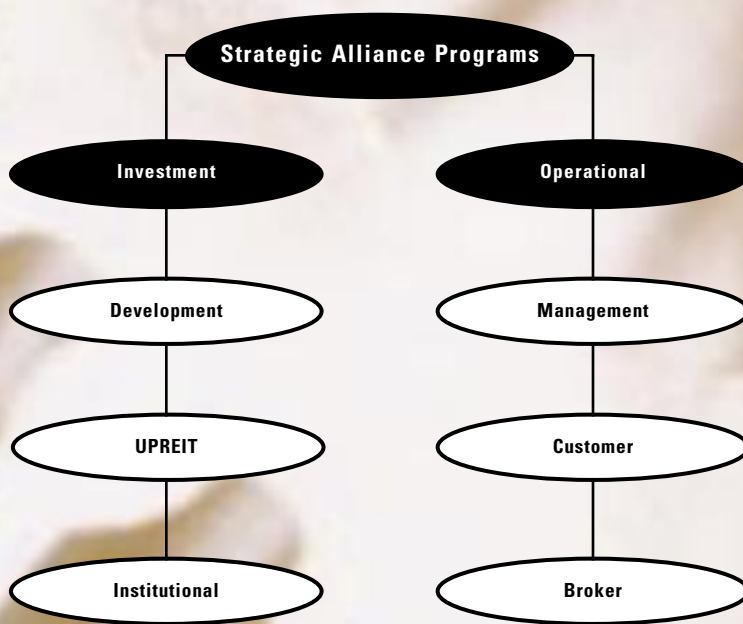 Strategic Alliance Programs
Investment
Operational
Development
Management
UPREIT
Customer
Institutional
Broker